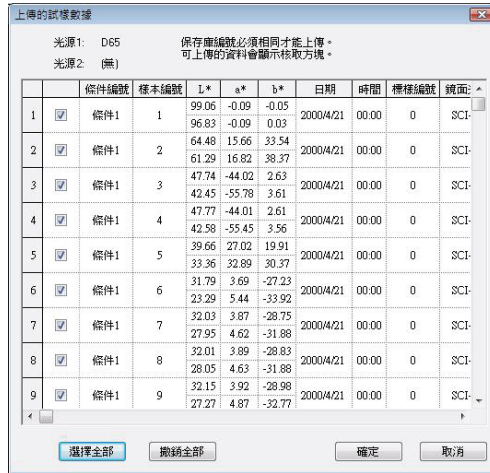 上傳的試樣數據
光源1: D65 保存庫編號必須相同才能上傳。
光源2: (無) 可上傳的資料會顯示核取方塊。
條件編號 樣本編號 L* a* b* 日期 時間 標樣編號 鏡面
1 條件1 1 99.06 -0.09 -0.05 2000/4/21 00:00 0 SCI-
96.83 -0.09 0.03
2 條件1 2 64.48 15.66 33.54 2000/4/21 00:00 0 SCI-
61.29 16.82 38.37
3 條件1 3 47.74 -44.02 2.63 2000/4/21 00:00 0 SCI-
42.45 -55.78 3.61
4 條件1 4 47.77 -44.01 2.61 2000/4/21 00:00 0 SCI-
42.58 -55.45 3.56
5 條件1 5 39.66 27.02 19.91 2000/4/21 00:00 0 SCI-
33.36 32.89 30.37
6 條件1 6 31.79 3.69 -27.23 2000/4/21 00:00 0 SCI-
23.29 5.44 -33.92
7 條件1 7 32.03 3.87 -28.75 2000/4/21 00:00 0 SCI-
27.95 4.62 -31.88
8 條件1 8 32.01 3.89 -28.83 2000/4/21 00:00 0 SCI-
28.05 4.63 -31.88
9 條件1 9 32.15 3.92 -28.98 2000/4/21 00:00 0 SCI-
27.27 4.87 -32.77
選擇全部 撤銷全部 確定 取消